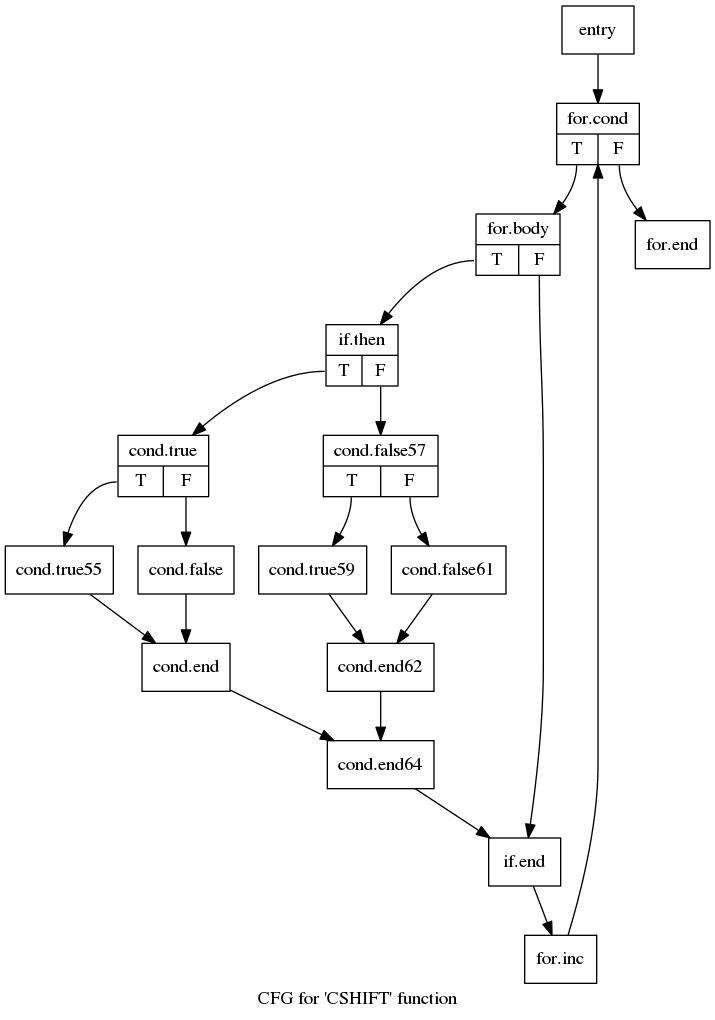 entry
for.cond
T F
for.body
T F
for.end
if.then
T F
cond.true
T F
cond.false57
T F
cond.true55
cond.false
cond.true59
cond.false61
cond.end
cond.end62
cond.end64
if.end
for.inc
CFG for 'CSHIFT' function